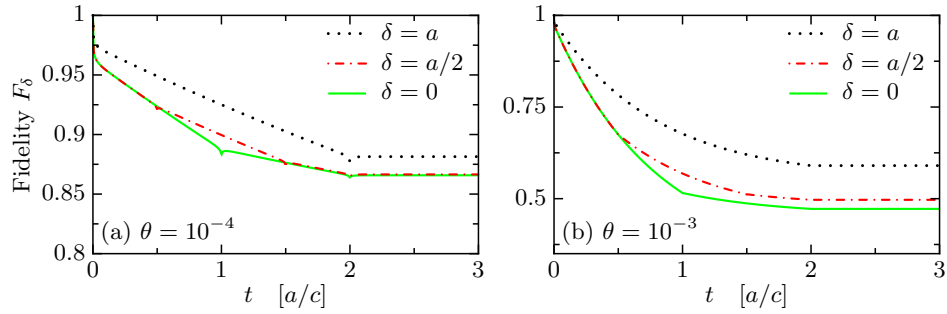 Fidelity F_δ
1
0.95
0.9
0.85
0.8
0
1
2
3
t [a/c]
δ = a
δ = a/2
δ = 0
(a) θ = 10⁻⁴
1
0.75
0.5
0
1
2
3
t [a/c]
δ = a
δ = a/2
δ = 0
(b) θ = 10⁻³